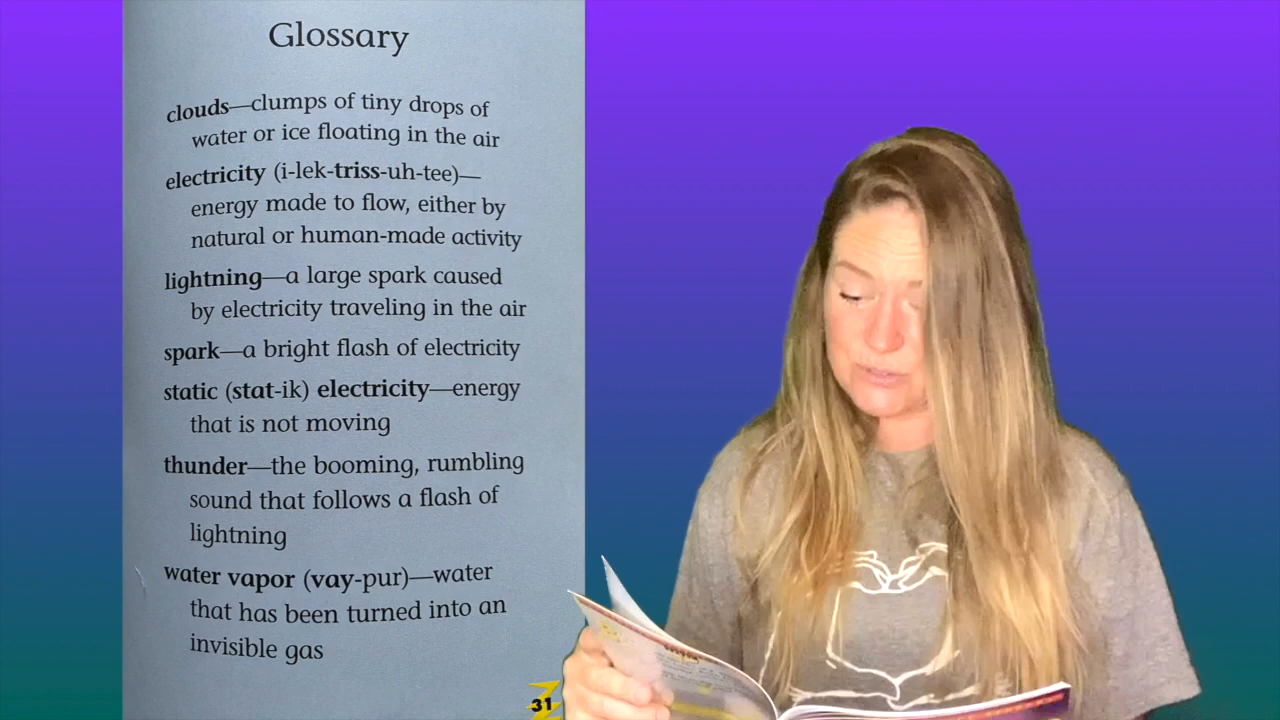 Glossary
clouds—clumps of tiny drops of
water or ice floating in the air
electricity (i-lek-triss-uh-tee)—
energy made to flow, either by
natural or human-made activity
lightning—a large spark caused
by electricity traveling in the air
spark—a bright flash of electricity
static (stat-ik) electricity—energy
that is not moving
thunder—the booming, rumbling
sound that follows a flash of
lightning
water vapor (vay-pur)—water
that has been turned into an
invisible gas
31